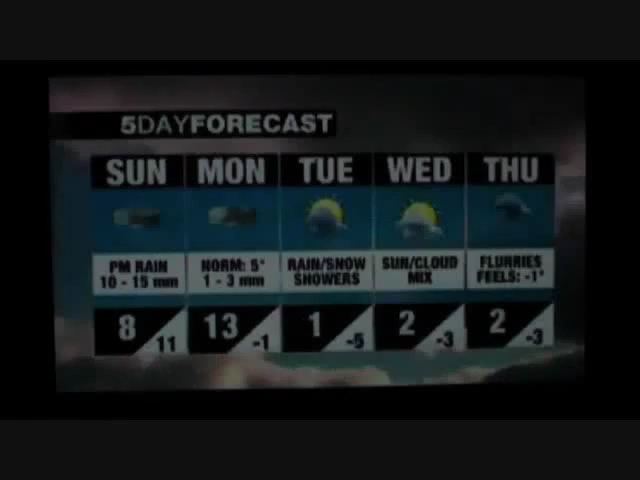 5DAYFORECAST
SUN MON TUE WED THU
PM RAIN NORM: 5° RAIN/SNOW SUN/CLOUD FLURRIES
10 - 15 mm 1 - 3 mm SHOWERS MIX FEELS: -1°
8 13 1 2 2
11 -1 -5 -3 -3